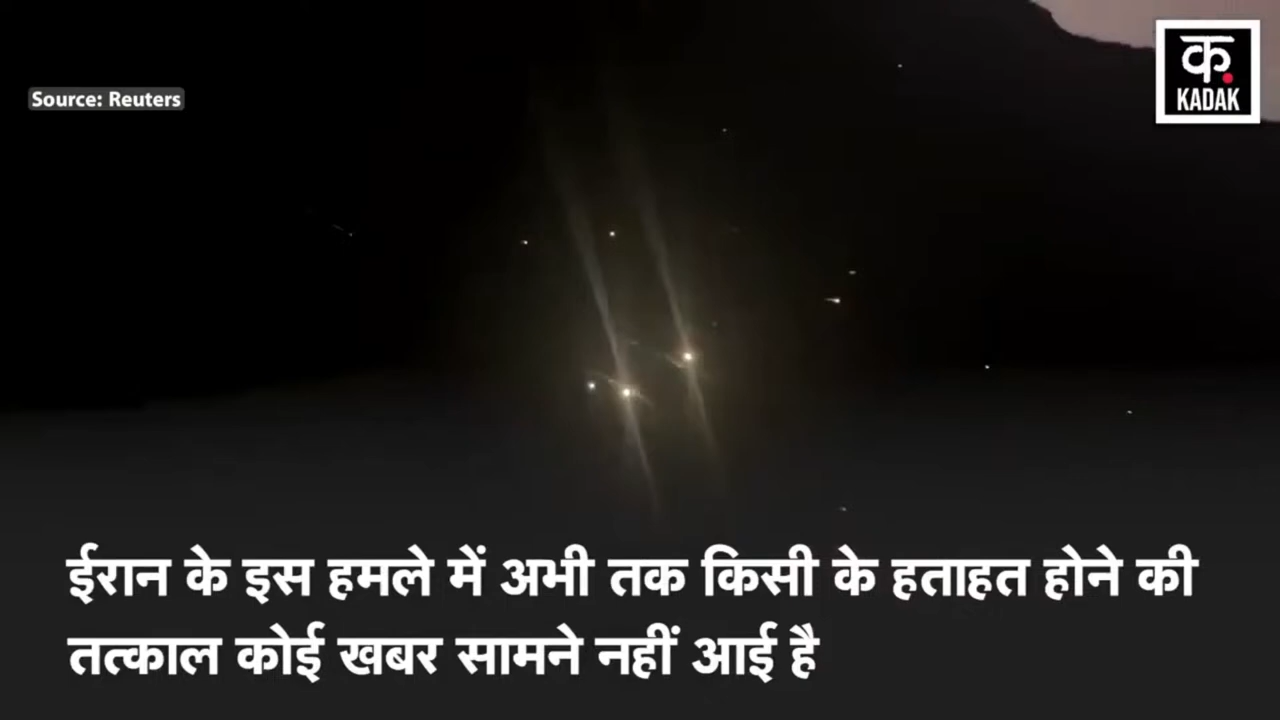 Source: Reuters
क
KADAK
ईरान के इस हमले में अभी तक किसी के हताहत होने की
तत्काल कोई खबर सामने नहीं आई है